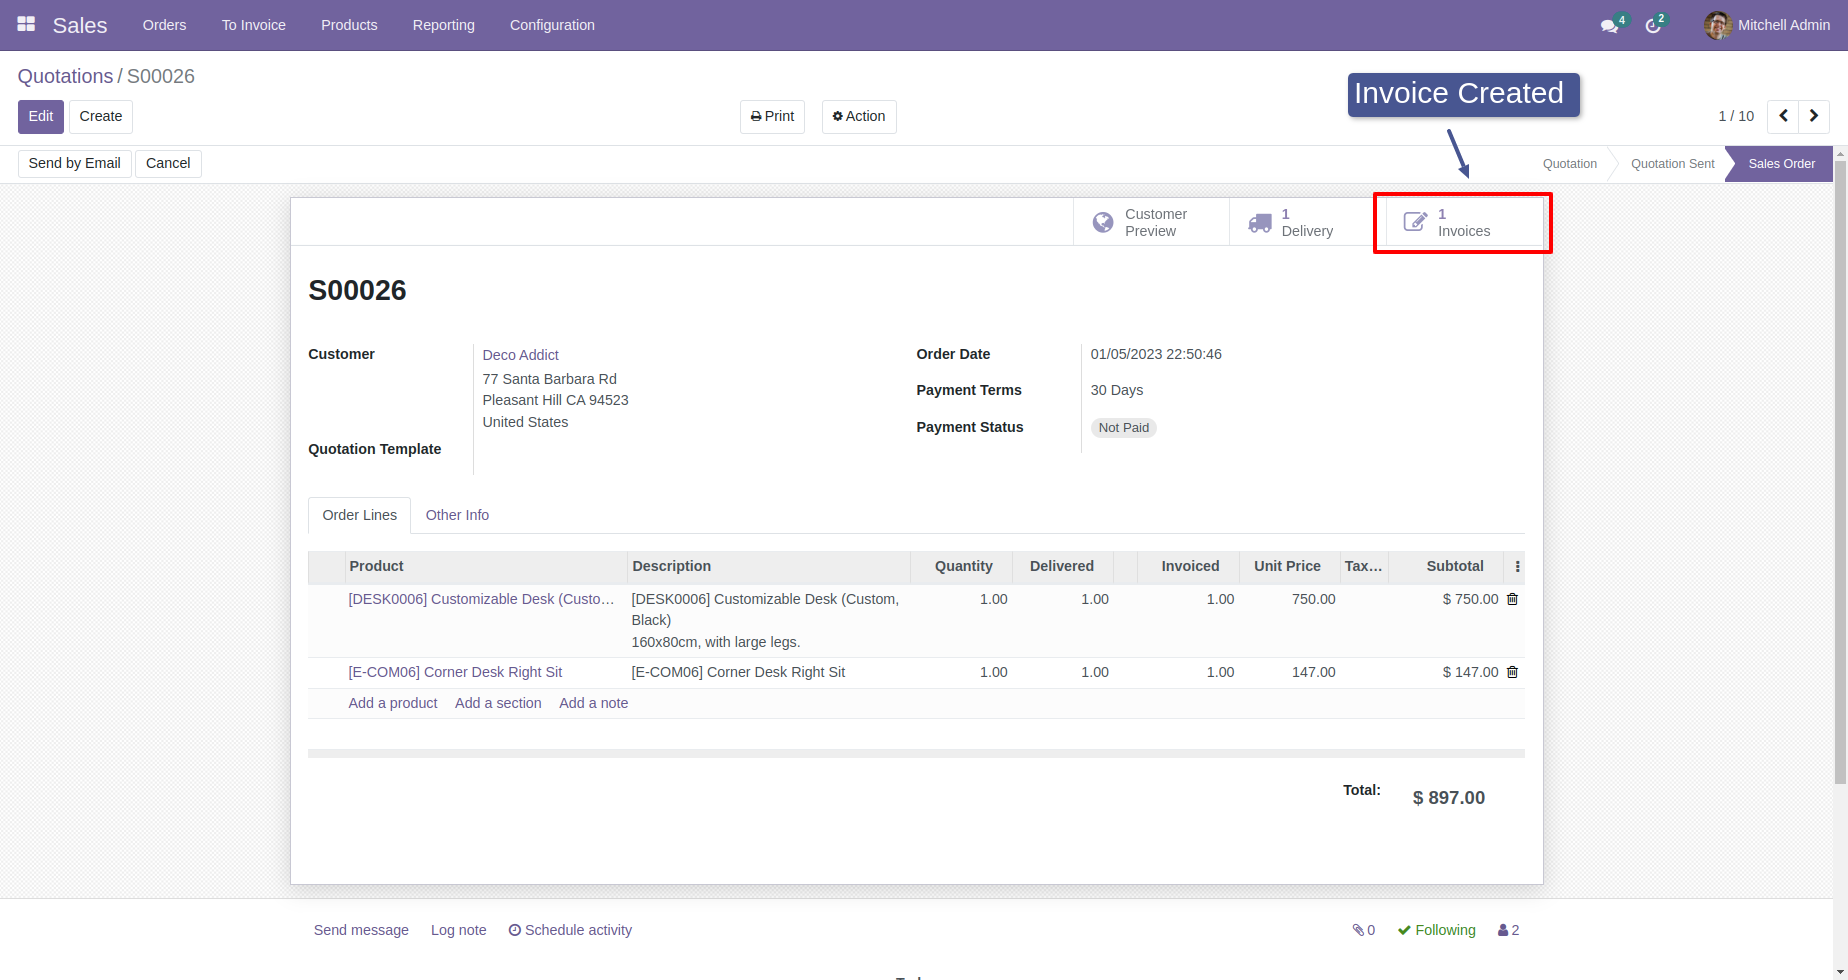 Sales Orders To Invoice Products Reporting Configuration 4 2 Mitchell Admin
Quotations / S00026
Invoice Created
Edit Create Print Action 1 / 10
Send by Email Cancel Quotation Quotation Sent Sales Order
Customer Preview 1 Delivery 1 Invoices
S00026
Customer Deco Addict Order Date 01/05/2023 22:50:46
77 Santa Barbara Rd
Pleasant Hill CA 94523 Payment Terms 30 Days
United States Payment Status Not Paid
Quotation Template
Order Lines Other Info
Product Description Quantity Delivered Invoiced Unit Price Tax... Subtotal
[DESK0006] Customizable Desk (Custo... [DESK0006] Customizable Desk (Custom, 1.00 1.00 1.00 750.00 $ 750.00
Black)
160x80cm, with large legs.
[E-COM06] Corner Desk Right Sit [E-COM06] Corner Desk Right Sit 1.00 1.00 1.00 147.00 $ 147.00
Add a product Add a section Add a note
Total: $ 897.00
Send message Log note Schedule activity 0 Following 2